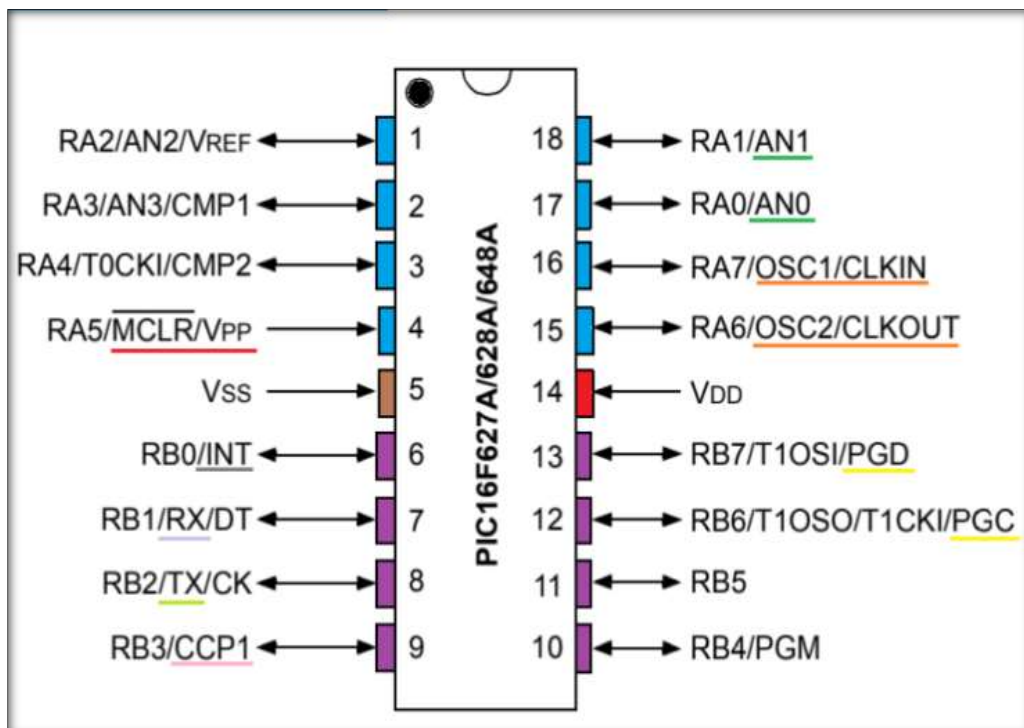 RA2/AN2/VREF 1 18 RA1/AN1
RA3/AN3/CMP1 2 17 RA0/AN0
RA4/T0CKI/CMP2 3 16 RA7/OSC1/CLKIN
RA5/MCLR/VPP 4 15 RA6/OSC2/CLKOUT
VSS 5 14 VDD
RB0/INT 6 13 RB7/T1OSI/PGD
RB1/RX/DT 7 12 RB6/T1OSO/T1CKI/PGC
RB2/TX/CK 8 11 RB5
RB3/CCP1 9 10 RB4/PGM
PIC16F627A/628A/648A